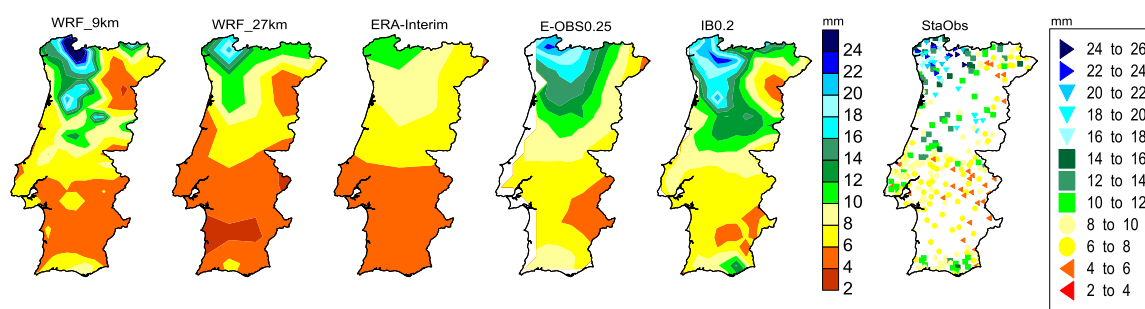 WRF_9km
WRF_27km
ERA-Interim
E-OBS0.25
IB0.2
StaObs
mm
24
22
20
18
16
14
12
10
8
6
4
2
mm
24 to 26
22 to 24
20 to 22
18 to 20
16 to 18
14 to 16
12 to 14
10 to 12
8 to 10
6 to 8
4 to 6
2 to 4